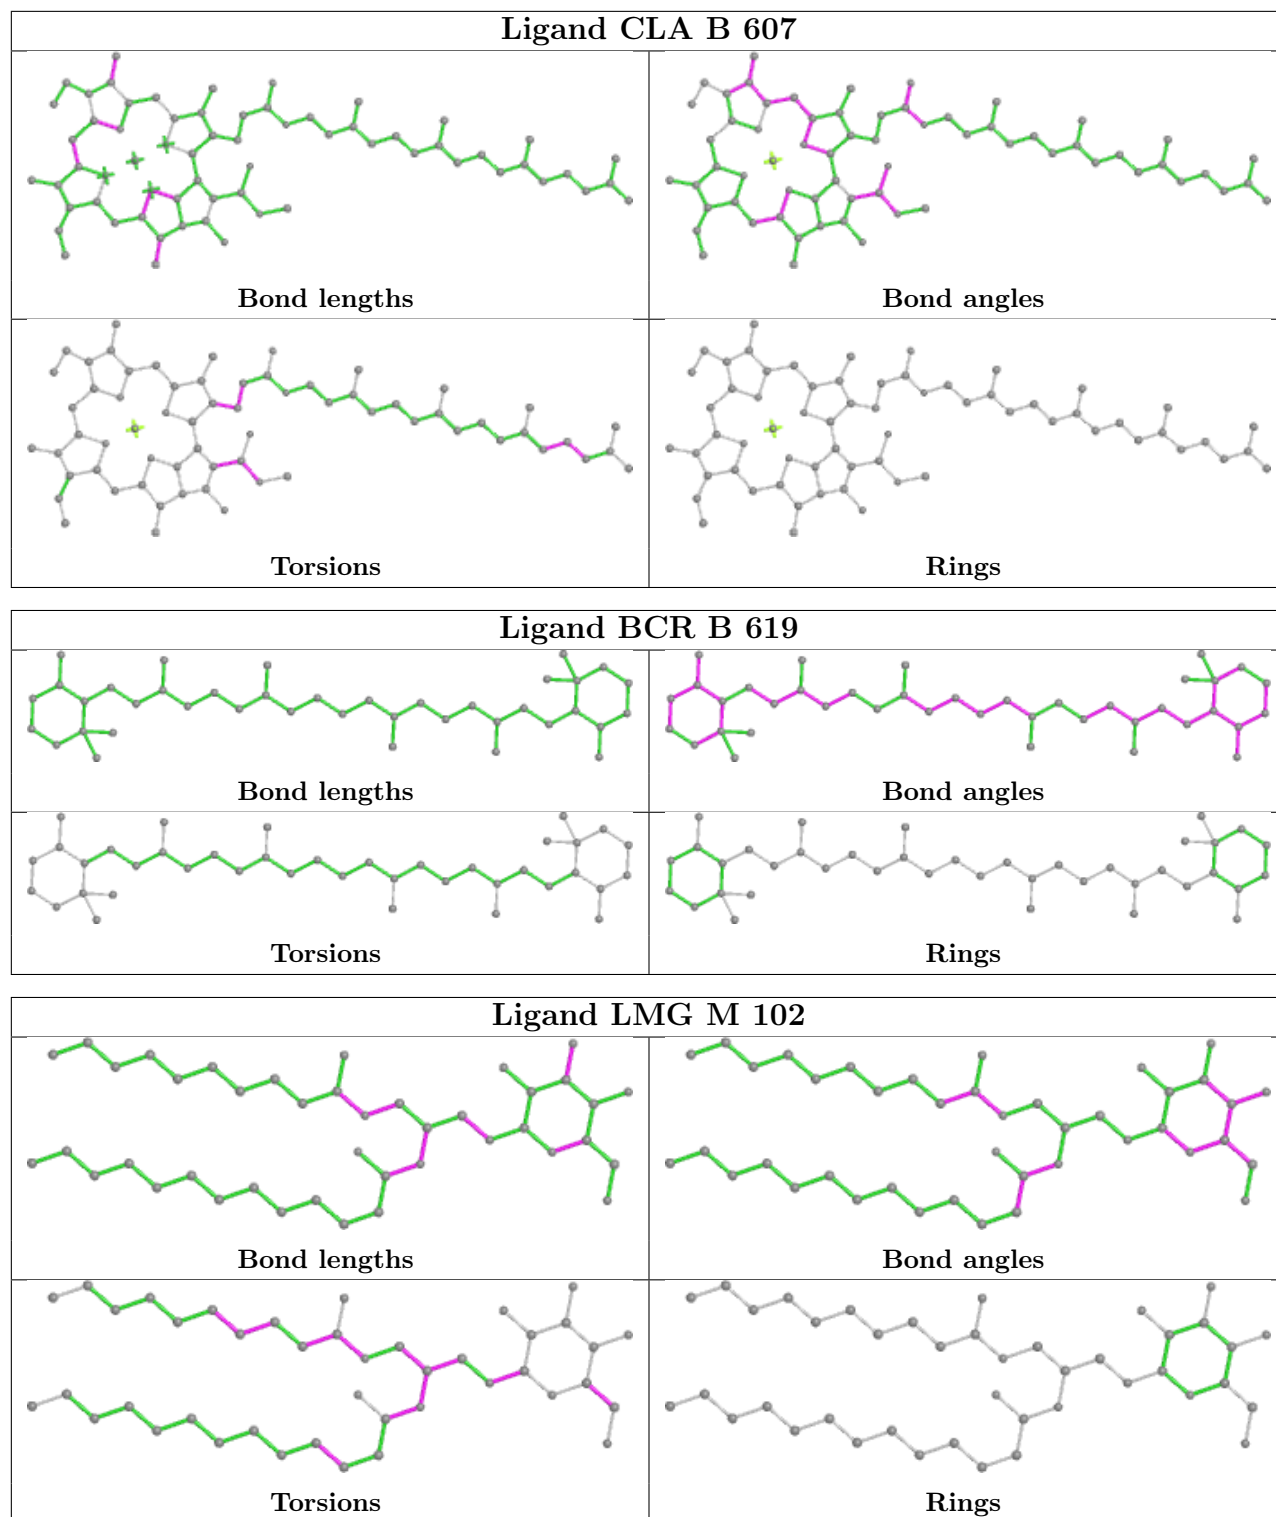 Ligand CLA B 607
Bond lengths
Bond angles
Torsions
Rings
Ligand BCR B 619
Bond lengths
Bond angles
Torsions
Rings
Ligand LMG M 102
Bond lengths
Bond angles
Torsions
Rings